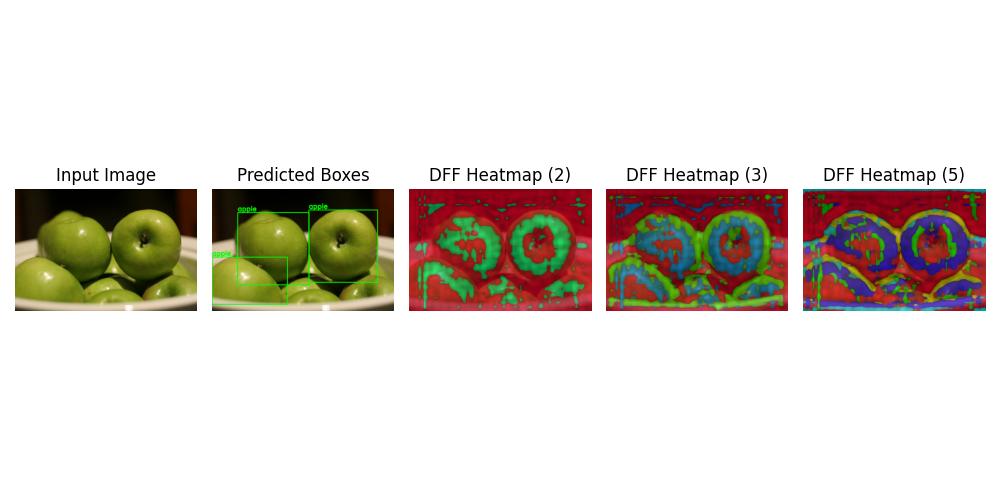 Input Image
Predicted Boxes
DFF Heatmap (2)
DFF Heatmap (3)
DFF Heatmap (5)
apple
apple
apple